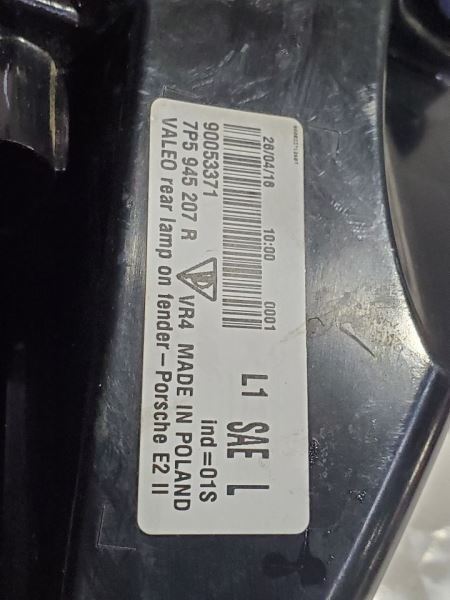 28/04/16 10:00 0001
L1 SAE L
90053371
ind=01S
7P5 945 207 R VR4 MADE IN POLAND
VALEO rear lamp on fender-Porsche E2 II